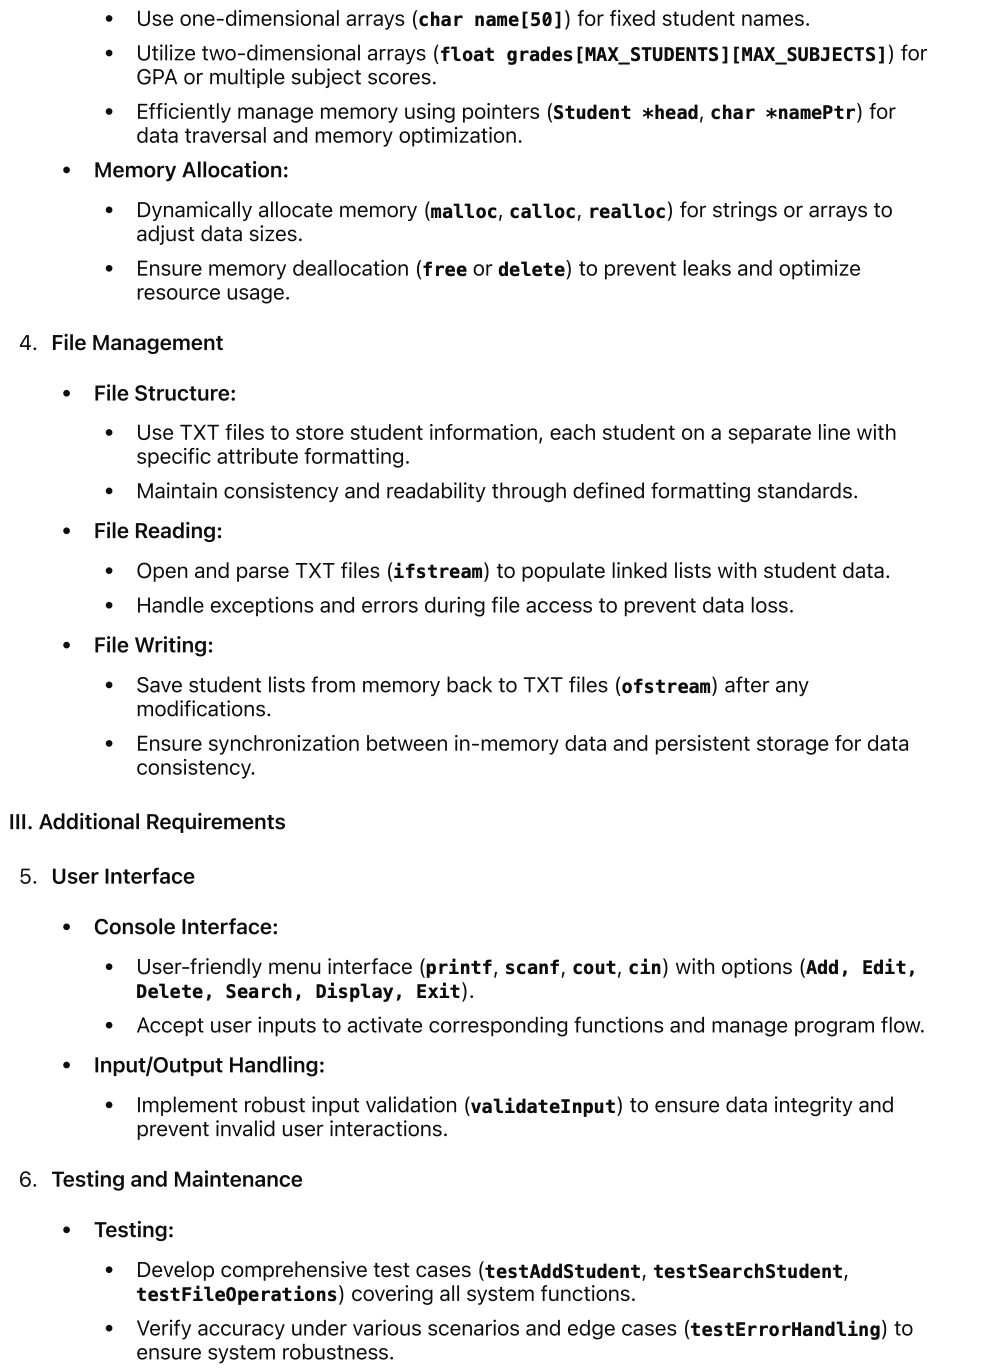 • Use one-dimensional arrays (char name[50]) for fixed student names.
• Utilize two-dimensional arrays (float grades[MAX_STUDENTS][MAX_SUBJECTS]) for
GPA or multiple subject scores.
• Efficiently manage memory using pointers (Student *head, char *namePtr) for
data traversal and memory optimization.
• Memory Allocation:
• Dynamically allocate memory (malloc, calloc, realloc) for strings or arrays to
adjust data sizes.
• Ensure memory deallocation (free or delete) to prevent leaks and optimize
resource usage.
4. File Management
• File Structure:
• Use TXT files to store student information, each student on a separate line with
specific attribute formatting.
• Maintain consistency and readability through defined formatting standards.
• File Reading:
• Open and parse TXT files (ifstream) to populate linked lists with student data.
• Handle exceptions and errors during file access to prevent data loss.
• File Writing:
• Save student lists from memory back to TXT files (ofstream) after any
modifications.
• Ensure synchronization between in-memory data and persistent storage for data
consistency.
III. Additional Requirements
5. User Interface
• Console Interface:
• User-friendly menu interface (printf, scanf, cout, cin) with options (Add, Edit,
Delete, Search, Display, Exit).
• Accept user inputs to activate corresponding functions and manage program flow.
• Input/Output Handling:
• Implement robust input validation (validateInput) to ensure data integrity and
prevent invalid user interactions.
6. Testing and Maintenance
• Testing:
• Develop comprehensive test cases (testAddStudent, testSearchStudent,
testFileOperations) covering all system functions.
• Verify accuracy under various scenarios and edge cases (testErrorHandling) to
ensure system robustness.